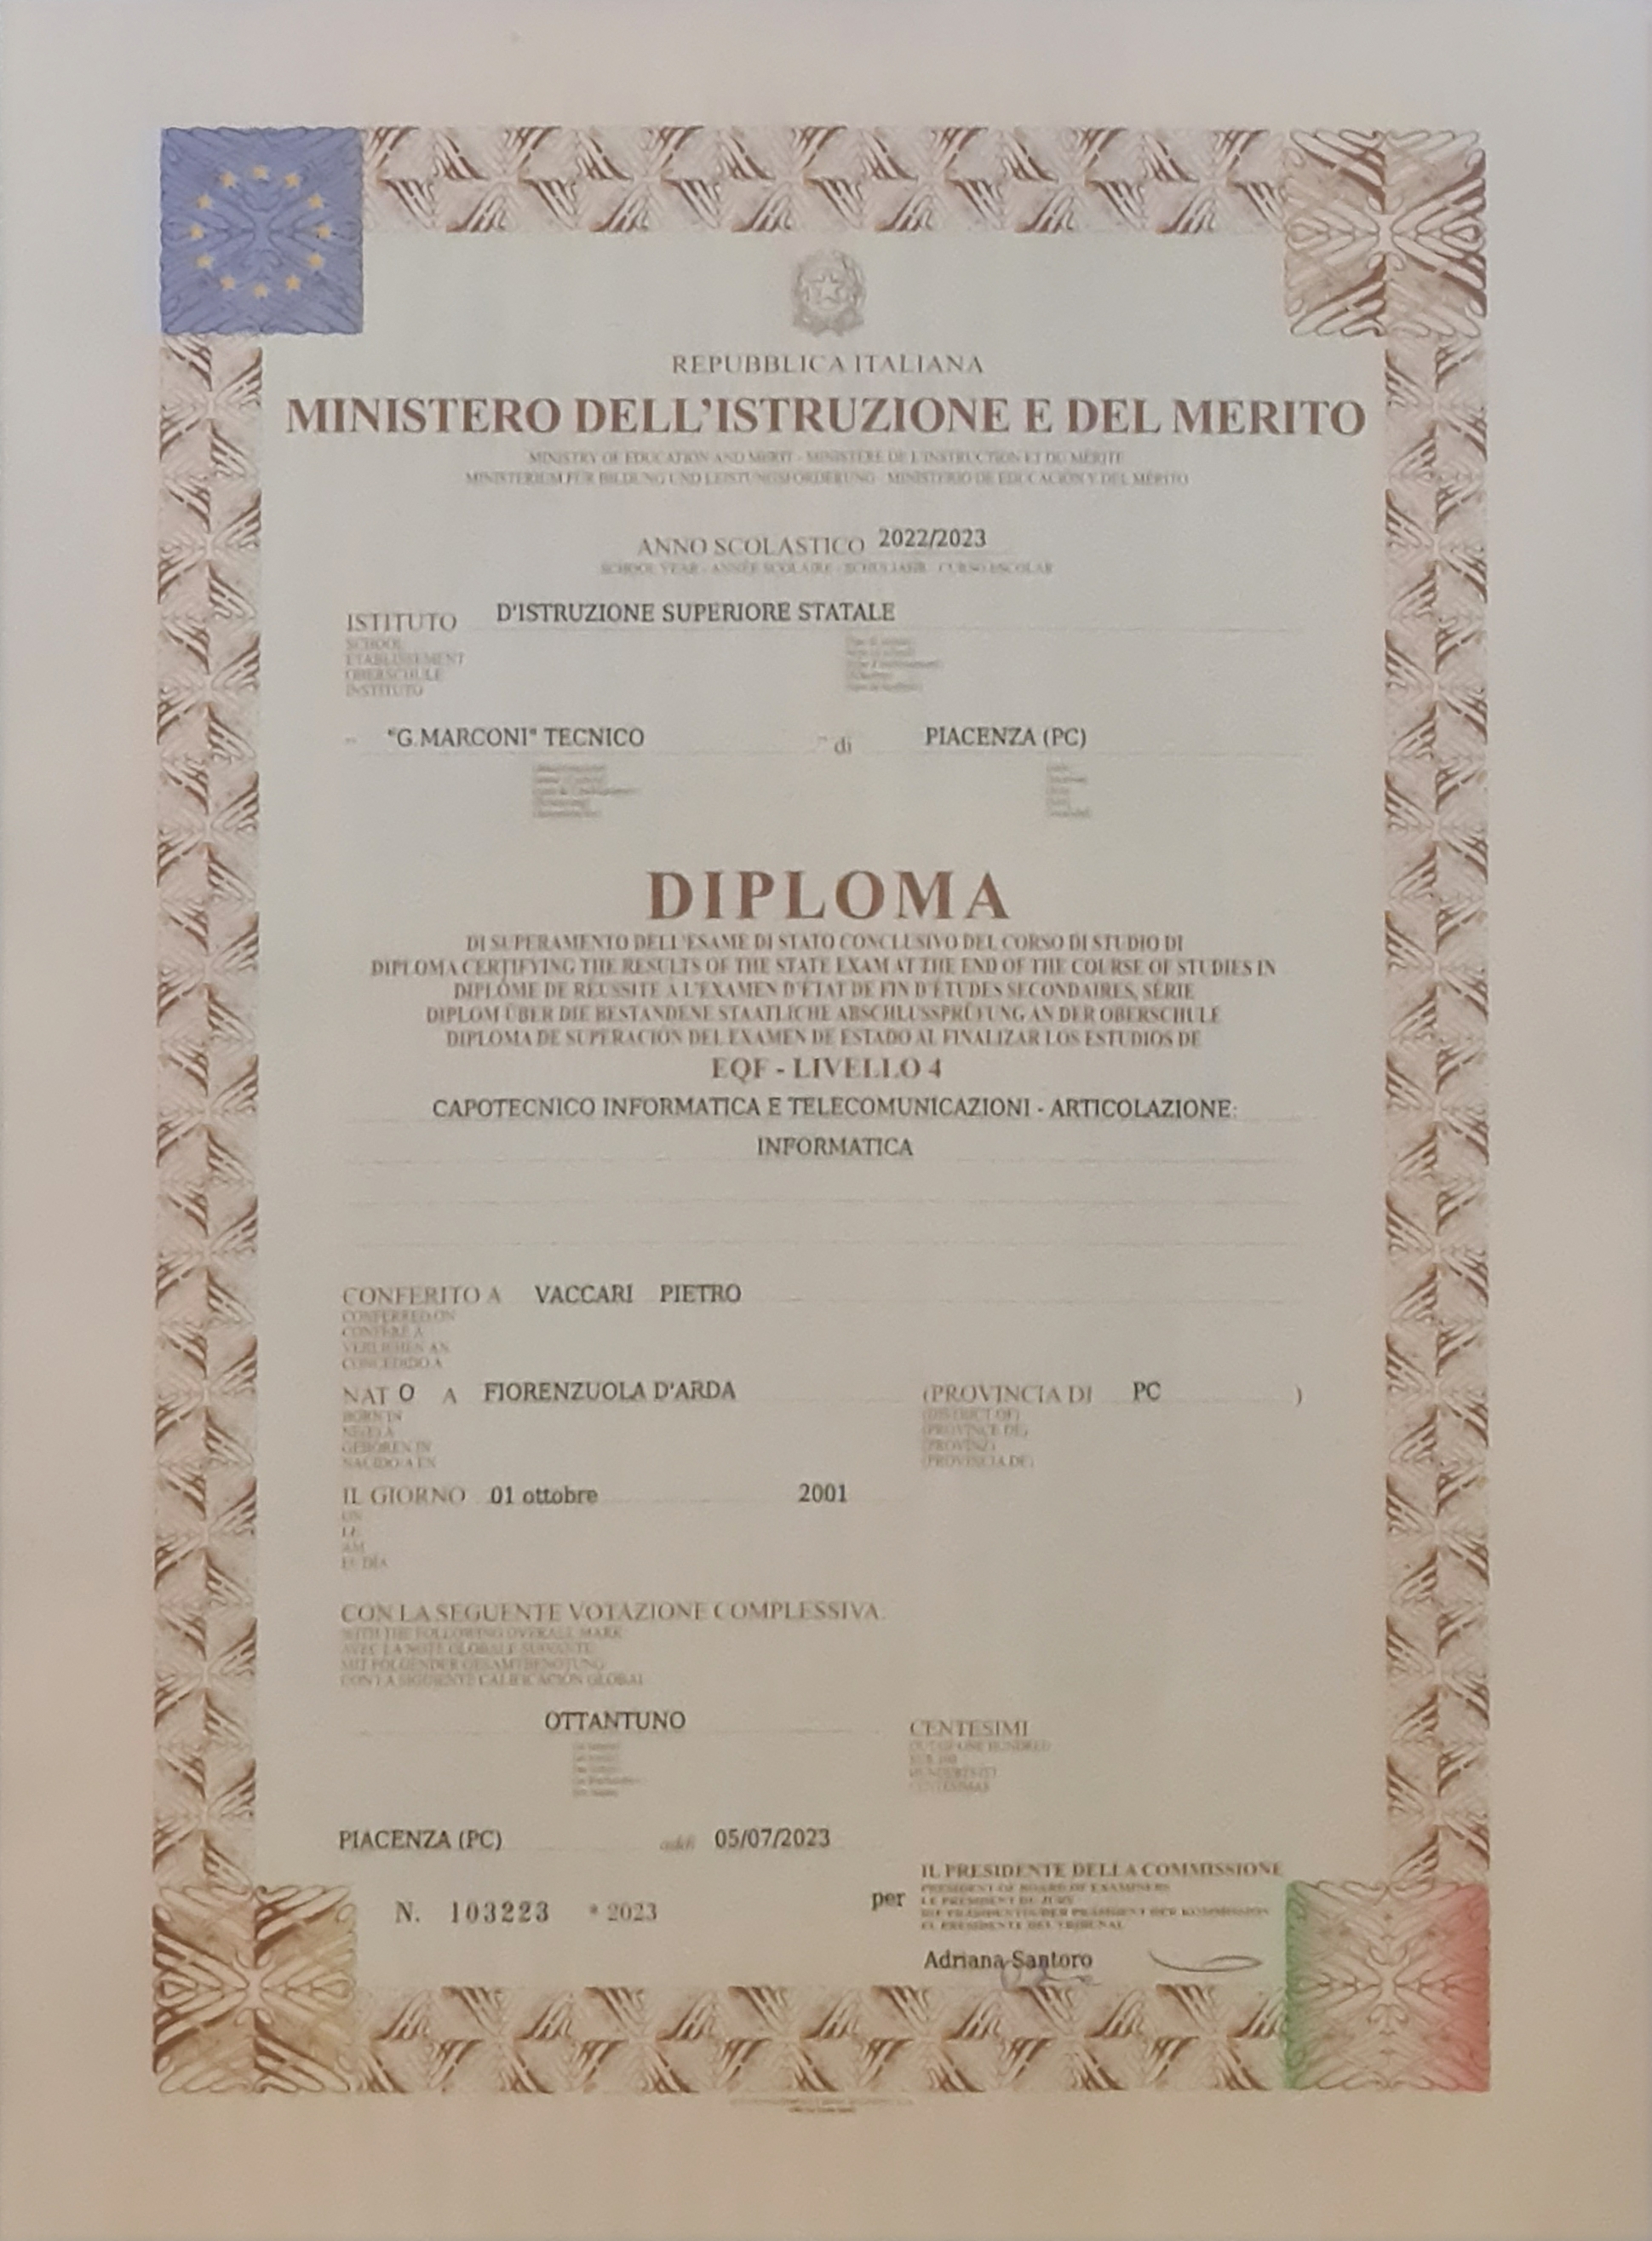 REPUBBLICA ITALIANA
MINISTERO DELL'ISTRUZIONE E DEL MERITO
MINISTRY OF EDUCATION AND MERIT - MINISTÈRE DE L'INSTRUCTION ET DU MÉRITE
MINISTERIUM FÜR BILDUNG UND LEISTUNGSFÖRDERUNG - MINISTERIO DE EDUCACIÓN Y DEL MÉRITO
ANNO SCOLASTICO 2022/2023
SCHOOL YEAR - ANNÉE SCOLAIRE - SCHULJAHR - CURSO ESCOLAR
ISTITUTO D'ISTRUZIONE SUPERIORE STATALE
SCHOOL
ETABLISSEMENT
OBERSCHULE
INSTITUTO
"G.MARCONI" TECNICO di PIACENZA (PC)
DIPLOMA
DI SUPERAMENTO DELL'ESAME DI STATO CONCLUSIVO DEL CORSO DI STUDIO DI
DIPLOMA CERTIFYING THE RESULTS OF THE STATE EXAM AT THE END OF THE COURSE OF STUDIES IN
DIPLÔME DE RÉUSSITE À L'EXAMEN D'ÉTAT DE FIN D'ÉTUDES SECONDAIRES, SÉRIE
DIPLOM ÜBER DIE BESTANDENE STAATLICHE ABSCHLUSSPRÜFUNG AN DER OBERSCHULE
DIPLOMA DE SUPERACIÓN DEL EXAMEN DE ESTADO AL FINALIZAR LOS ESTUDIOS DE
EQF - LIVELLO 4
CAPOTECNICO INFORMATICA E TELECOMUNICAZIONI - ARTICOLAZIONE:
INFORMATICA
CONFERITO A VACCARI PIETRO
CONFERRED ON
CONFÉRÉ À
VERLIEHEN AN
CONCEDIDO A
NAT O A FIORENZUOLA D'ARDA (PROVINCIA DI PC )
BORN IN (DISTRICT OF)
NÉ(E) À (PROVINCE DE)
GEBOREN IN (PROVINZ)
NACIDO-A EN (PROVINCIA DE)
IL GIORNO 01 ottobre 2001
ON
LE
AM
EL DÍA
CON LA SEGUENTE VOTAZIONE COMPLESSIVA:
WITH THE FOLLOWING OVERALL MARK
AVEC LA NOTE GLOBALE SUIVANTE
MIT FOLGENDER GESAMTBENOTUNG
CON LA SIGUIENTE CALIFICACIÓN GLOBAL
OTTANTUNO CENTESIMI
OUT OF ONE HUNDRED
SUR 100
HUNDERTSTEL
CENTÉSIMAS
PIACENZA (PC) addì 05/07/2023
IL PRESIDENTE DELLA COMMISSIONE
per PRESIDENT OF BOARD OF EXAMINERS
LE PRÉSIDENT DU JURY
EL PRESIDENTE DEL TRIBUNAL
N. 103223 * 2023
Adriana Santoro